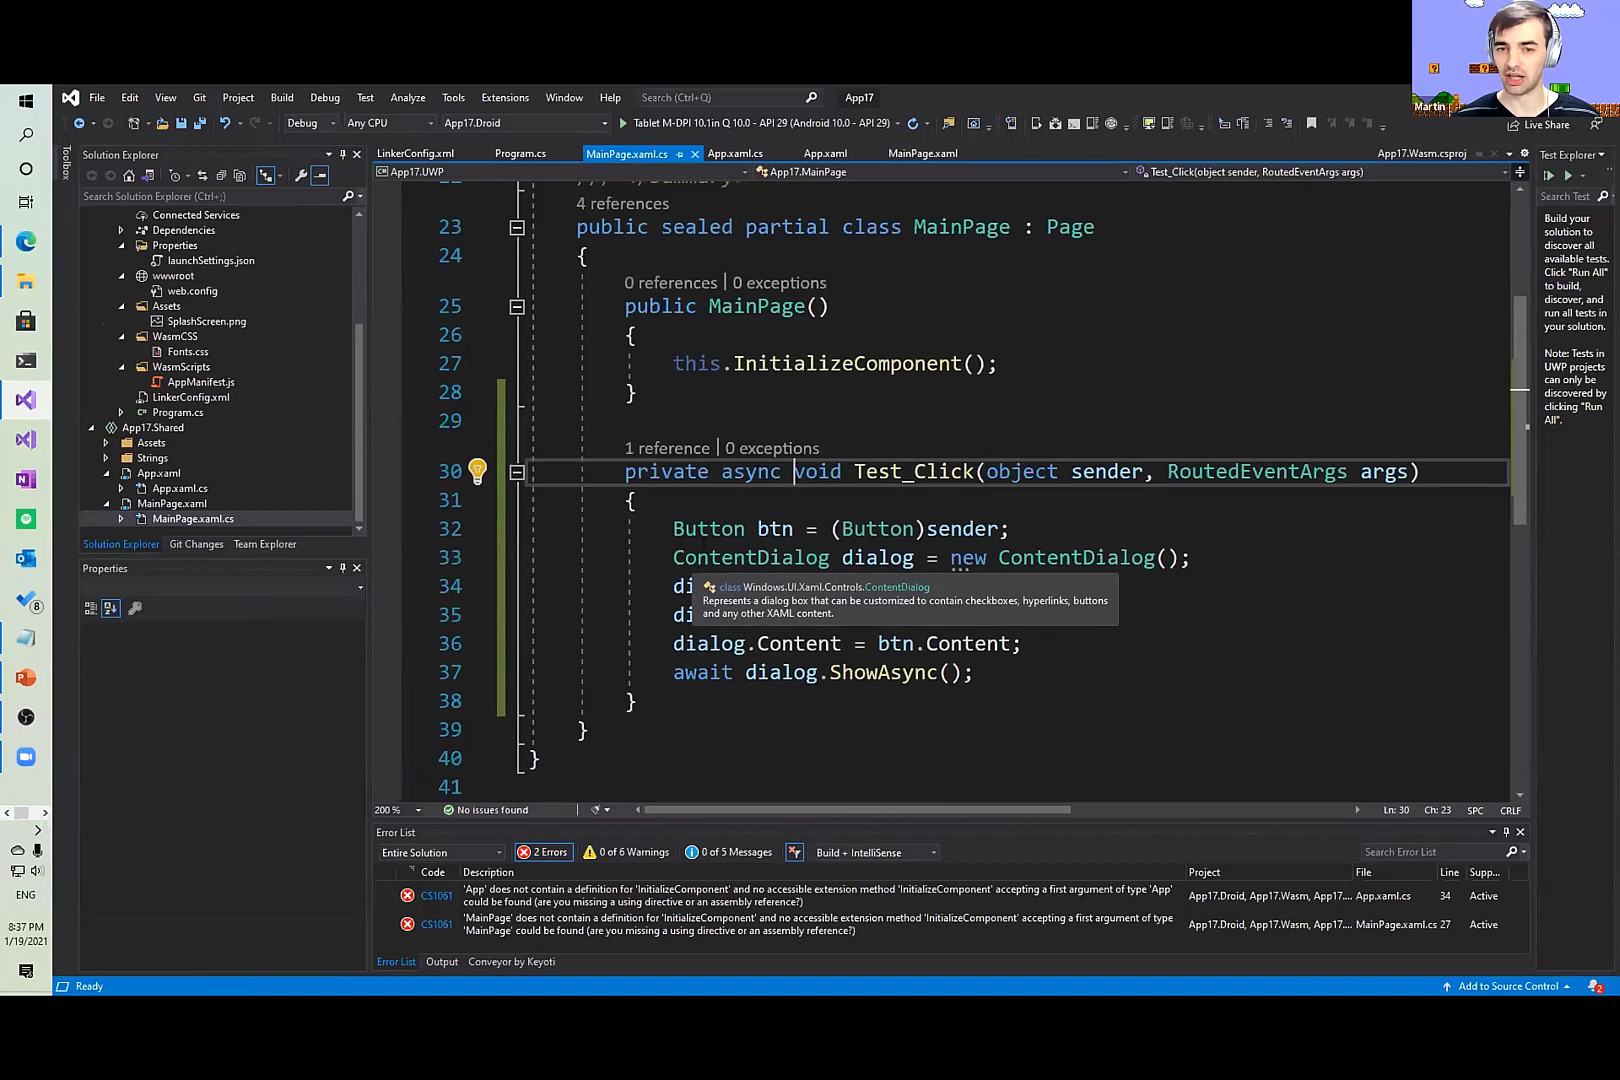 Martin
File Edit View Git Project Build Debug Test Analyze Tools Extensions Window Help Search (Ctrl+Q) App17
Debug Any CPU App17.Droid Tablet M-DPI 10.1in Q 10.0 - API 29 (Android 10.0 - API 29) Live Share
Toolbox
Solution Explorer
Search Solution Explorer (Ctrl+;)
Connected Services
Dependencies
Properties
launchSettings.json
wwwroot
web.config
Assets
SplashScreen.png
WasmCSS
Fonts.css
WasmScripts
AppManifest.js
LinkerConfig.xml
Program.cs
App17.Shared
Assets
Strings
App.xaml
App.xaml.cs
MainPage.xaml
MainPage.xaml.cs
Solution Explorer Git Changes Team Explorer
Properties
LinkerConfig.xml Program.cs MainPage.xaml.cs App.xaml.cs App.xaml MainPage.xaml App17.Wasm.csproj
App17.UWP App17.MainPage Test_Click(object sender, RoutedEventArgs args)
4 references
23 public sealed partial class MainPage : Page
24 {
0 references | 0 exceptions
25 public MainPage()
26 {
27 this.InitializeComponent();
28 }
29
1 reference | 0 exceptions
30 private async void Test_Click(object sender, RoutedEventArgs args)
31 {
32 Button btn = (Button)sender;
33 ContentDialog dialog = new ContentDialog();
34 di
class Windows.UI.Xaml.Controls.ContentDialog
Represents a dialog box that can be customized to contain checkboxes, hyperlinks, buttons
and any other XAML content.
35 di
36 dialog.Content = btn.Content;
37 await dialog.ShowAsync();
38 }
39 }
40 }
41
200 % No issues found Ln: 30 Ch: 23 SPC CRLF
Error List
Entire Solution 2 Errors 0 of 6 Warnings 0 of 5 Messages Build + IntelliSense Search Error List
Code Description Project File Line Supp...
CS1061 'App' does not contain a definition for 'InitializeComponent' and no accessible extension method 'InitializeComponent' accepting a first argument of type 'App'
could be found (are you missing a using directive or an assembly reference?) App17.Droid, App17.Wasm, App17.... App.xaml.cs 34 Active
CS1061 'MainPage' does not contain a definition for 'InitializeComponent' and no accessible extension method 'InitializeComponent' accepting a first argument of type
'MainPage' could be found (are you missing a using directive or an assembly reference?) App17.Droid, App17.Wasm, App17.... MainPage.xaml.cs 27 Active
Error List Output Conveyor by Keyoti
Test Explorer
Search Test
Build your
solution to
discover all
available tests.
Click "Run All"
to build,
discover, and
run all tests in
your solution.
Note: Tests in
UWP projects
can only be
discovered by
clicking "Run
All".
8
ENG
8:37 PM
1/19/2021
Ready Add to Source Control 2